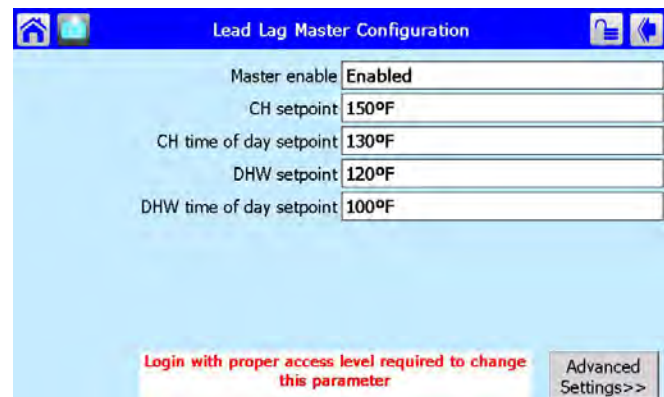 Lead Lag Master Configuration
Master enable Enabled
CH setpoint 150ºF
CH time of day setpoint 130ºF
DHW setpoint 120ºF
DHW time of day setpoint 100ºF
Login with proper access level required to change
this parameter
Advanced
Settings>>